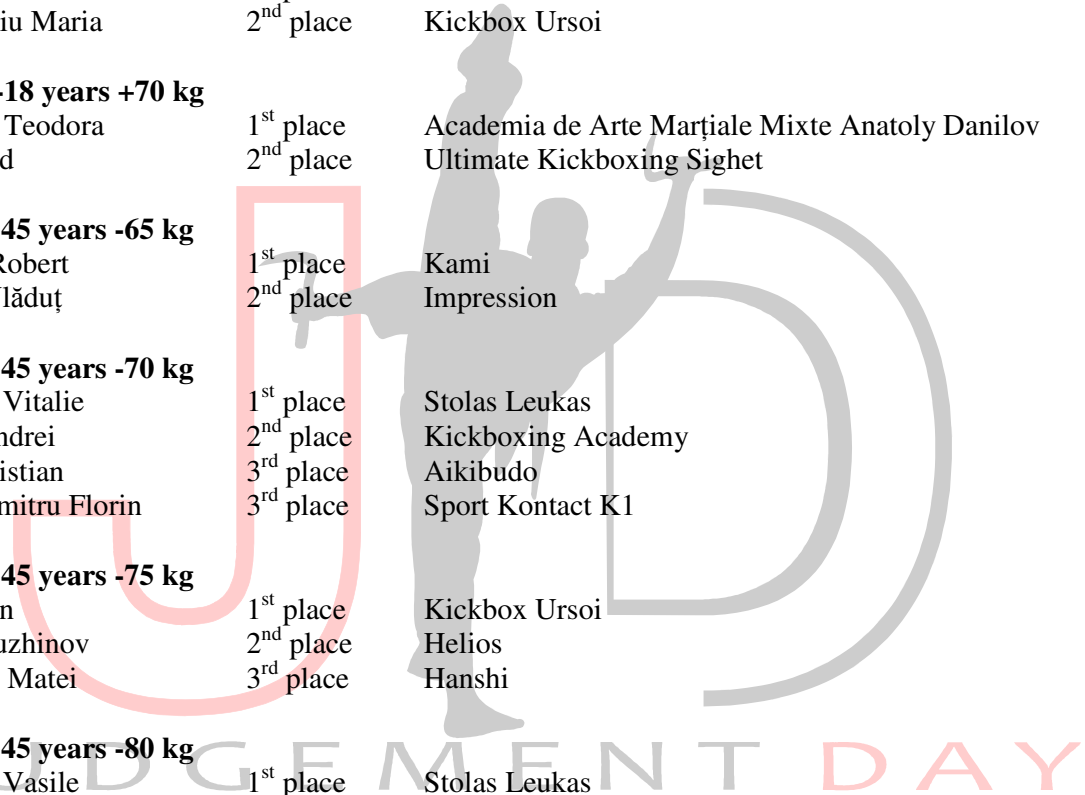 iu Maria 2nd place Kickbox Ursoi
-18 years +70 kg
Teodora 1st place Academia de Arte Marțiale Mixte Anatoly Danilov
d 2nd place Ultimate Kickboxing Sighet
45 years -65 kg
Robert 1st place Kami
Vlăduț 2nd place Impression
45 years -70 kg
Vitalie 1st place Stolas Leukas
ndrei 2nd place Kickboxing Academy
istian 3rd place Aikibudo
mitru Florin 3rd place Sport Kontact K1
45 years -75 kg
n 1st place Kickbox Ursoi
uzhinov 2nd place Helios
Matei 3rd place Hanshi
45 years -80 kg
Vasile 1st place Stolas Leukas
JD
UDGEMENT DAY